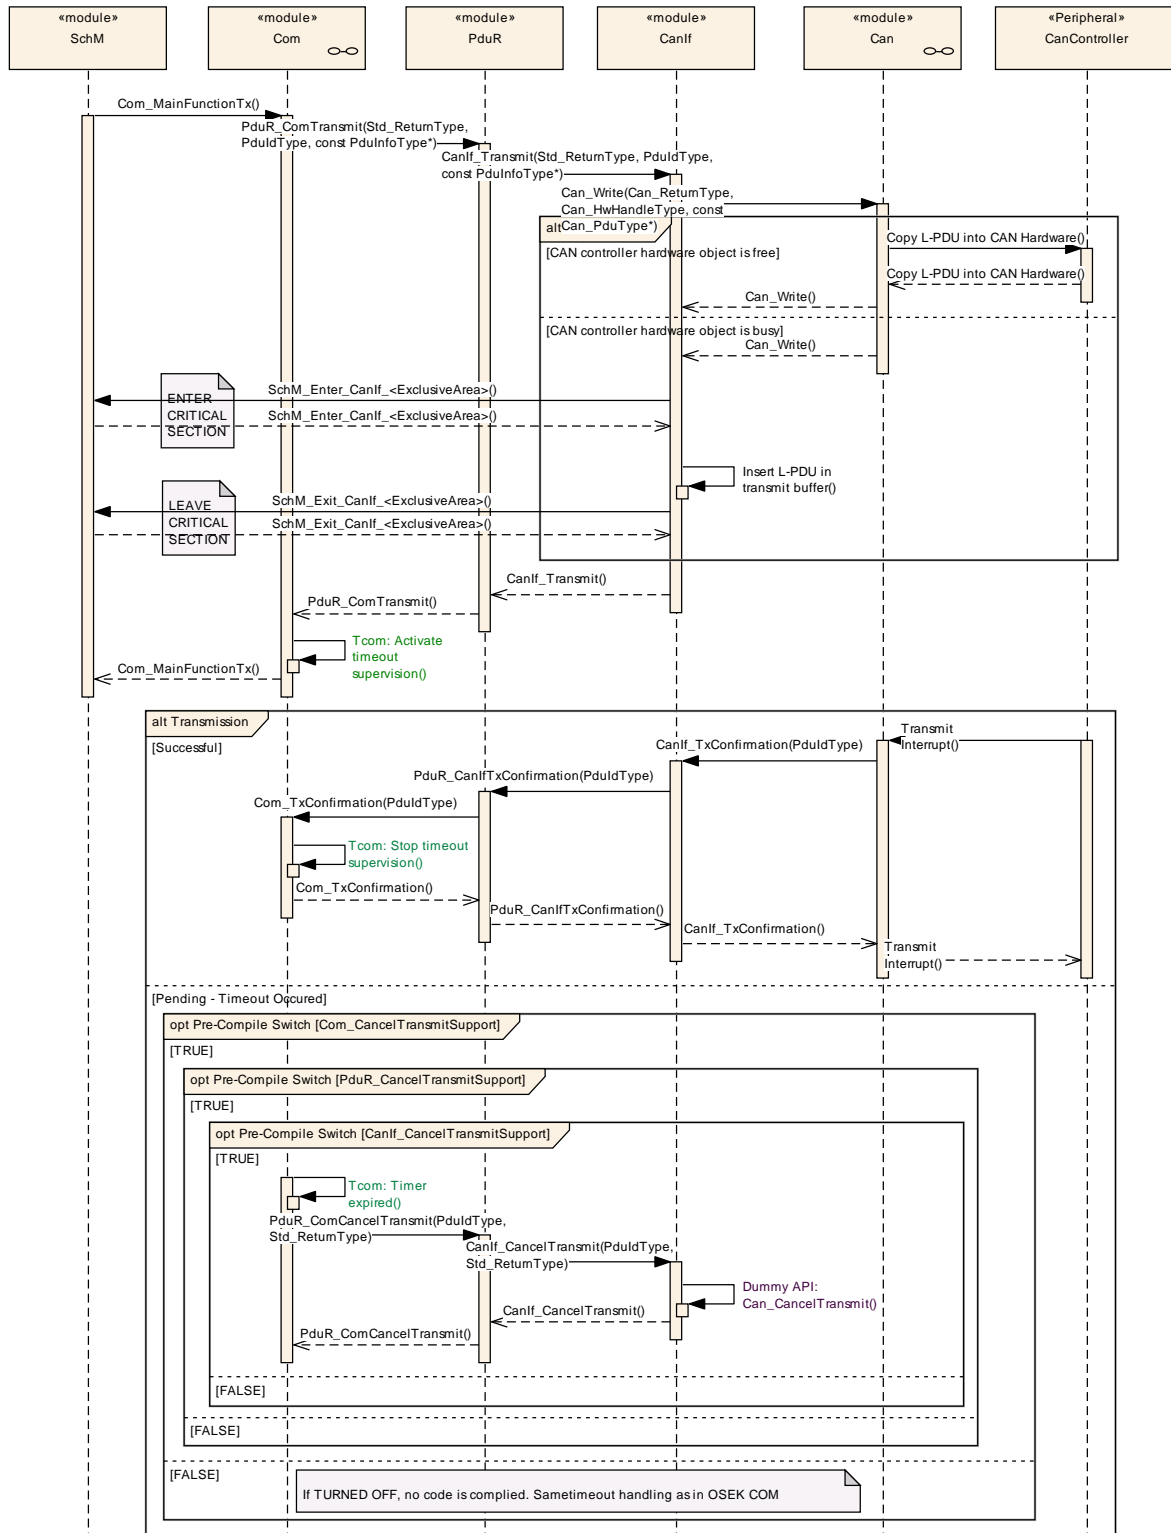 «module»
SchM
«module»
Com
«module»
PduR
«module»
CanIf
«module»
Can
«Peripheral»
CanController
Com_MainFunctionTx()
PduR_ComTransmit(Std_ReturnType,
PduIdType, const PduInfoType*)
CanIf_Transmit(Std_ReturnType, PduIdType,
const PduInfoType*)
Can_Write(Can_ReturnType,
Can_HwHandleType, const
Can_PduType*)
alt
[CAN controller hardware object is free]
Copy L-PDU into CAN Hardware()
Copy L-PDU into CAN Hardware()
Can_Write()
[CAN controller hardware object is busy]
Can_Write()
ENTER
CRITICAL
SECTION
SchM_Enter_CanIf_<ExclusiveArea>()
SchM_Enter_CanIf_<ExclusiveArea>()
Insert L-PDU in
transmit buffer()
LEAVE
CRITICAL
SECTION
SchM_Exit_CanIf_<ExclusiveArea>()
SchM_Exit_CanIf_<ExclusiveArea>()
CanIf_Transmit()
PduR_ComTransmit()
Tcom: Activate
timeout
supervision()
Com_MainFunctionTx()
alt Transmission
[Successful]
Transmit
Interrupt()
CanIf_TxConfirmation(PduIdType)
PduR_CanIfTxConfirmation(PduIdType)
Com_TxConfirmation(PduIdType)
Tcom: Stop timeout
supervision()
Com_TxConfirmation()
PduR_CanIfTxConfirmation()
CanIf_TxConfirmation()
Transmit
Interrupt()
[Pending - Timeout Occured]
opt Pre-Compile Switch [Com_CancelTransmitSupport]
[TRUE]
opt Pre-Compile Switch [PduR_CancelTransmitSupport]
[TRUE]
opt Pre-Compile Switch [CanIf_CancelTransmitSupport]
[TRUE]
Tcom: Timer
expired()
PduR_ComCancelTransmit(PduIdType,
Std_ReturnType)
CanIf_CancelTransmit(PduIdType,
Std_ReturnType)
Dummy API:
Can_CancelTransmit()
CanIf_CancelTransmit()
PduR_ComCancelTransmit()
[FALSE]
[FALSE]
[FALSE]
If TURNED OFF, no code is complied. Sametimeout handling as in OSEK COM